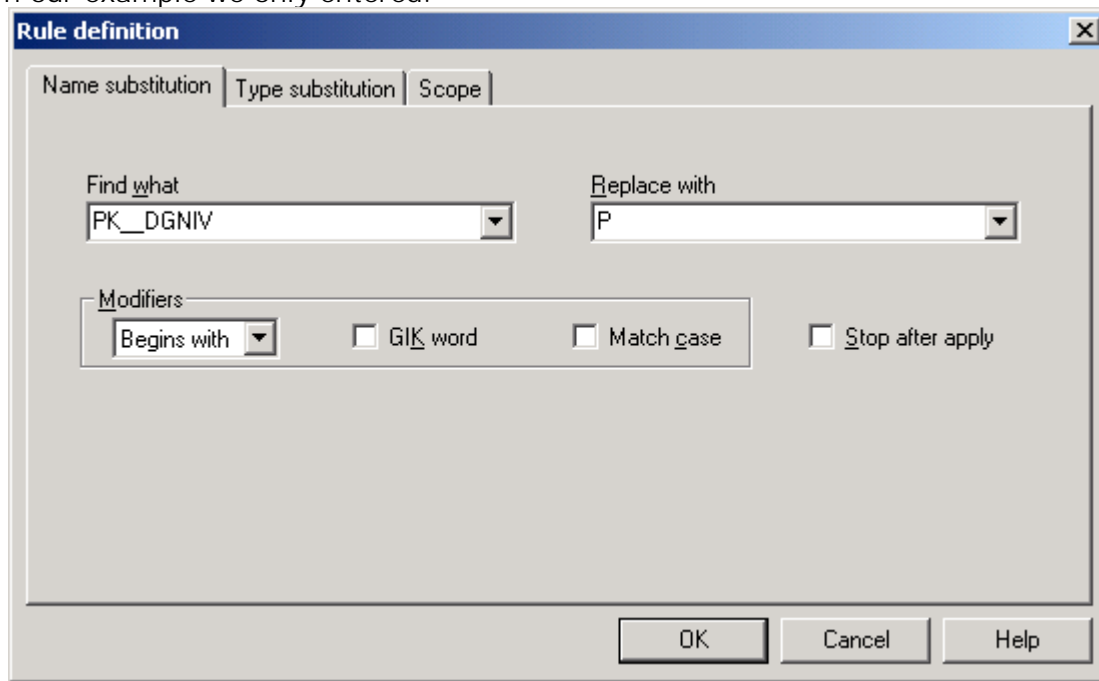 n our example we only entered:
Rule definition
Name substitution Type substitution Scope
Find what Replace with
PK__DGNIV P
Modifiers
Begins with GIK word Match case Stop after apply
OK Cancel Help